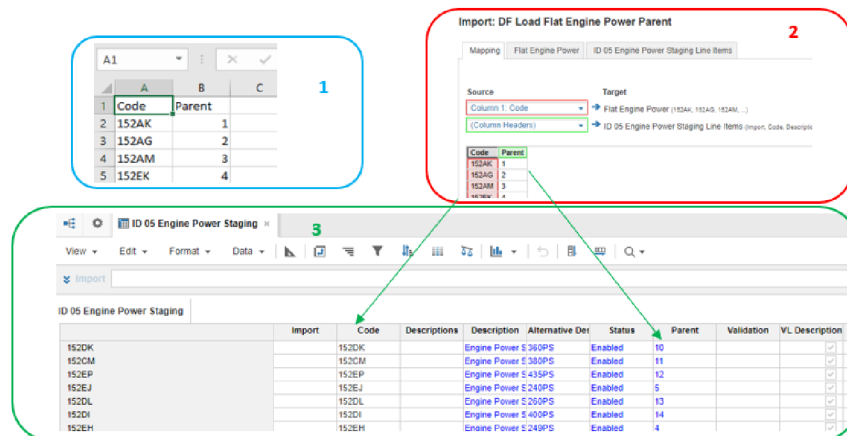 Import: DF Load Flat Engine Power Parent
2
Mapping Flat Engine Power ID 05 Engine Power Staging Line Items
Source Target
Column 1: Code Flat Engine Power (152AK, 152AG, 152AM, ...)
(Column Headers) ID 05 Engine Power Staging Line Items (Import, Code, Descriptio
Code Parent
152AK 1
152AG 2
152AM 3
152EK 4
A1
1
A B C
1 Code Parent
2 152AK 1
3 152AG 2
4 152AM 3
5 152EK 4
ID 05 Engine Power Staging
3
View Edit Format Data
Import
ID 05 Engine Power Staging
Import Code Descriptions Description Alternative Des Status Parent Validation VL Description
152DK 152DK Engine Power S 360PS Enabled 10
152CM 152CM Engine Power S 380PS Enabled 11
152EP 152EP Engine Power S 435PS Enabled 12
152EJ 152EJ Engine Power S 240PS Enabled 5
152DL 152DL Engine Power S 260PS Enabled 13
152DI 152DI Engine Power S 400PS Enabled 14
152EH 152EH Engine Power S 249PS Enabled 4